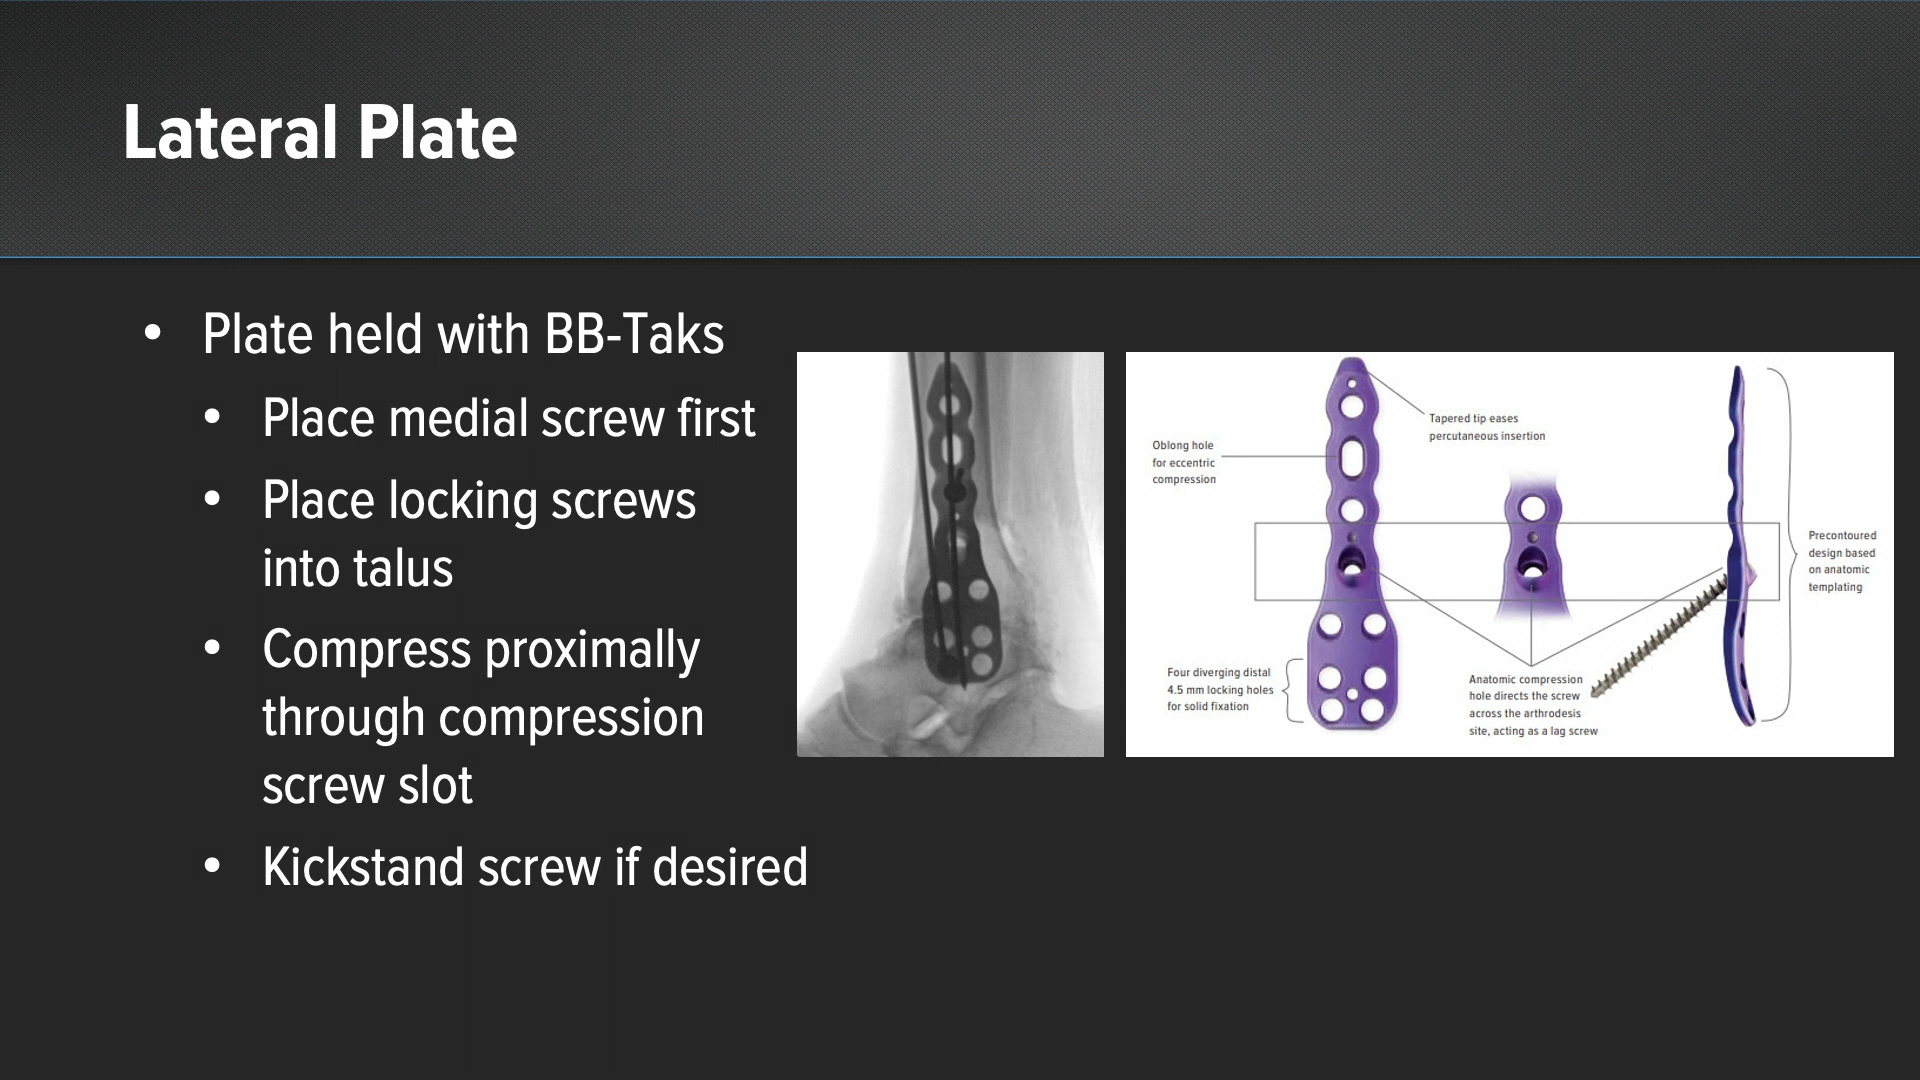 Lateral Plate
• Plate held with BB-Taks
• Place medial screw first
• Place locking screws
into talus
• Compress proximally
through compression
screw slot
• Kickstand screw if desired
Oblong hole
for eccentric
compression
Tapered tip eases
percutaneous insertion
Precontoured
design based
on anatomic
templating
Four diverging distal
4.5 mm locking holes
for solid fixation
Anatomic compression
hole directs the screw
across the arthrodesis
site, acting as a lag screw